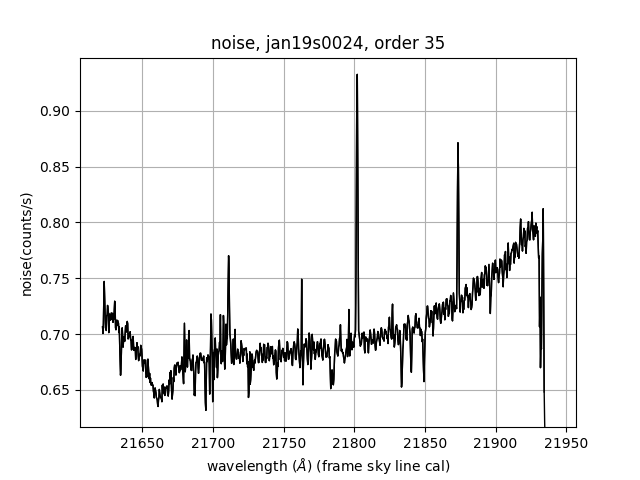 noise, jan19s0024, order 35
noise(counts/s)
0.90
0.85
0.80
0.75
0.70
0.65
21650 21700 21750 21800 21850 21900 21950
wavelength (Å) (frame sky line cal)